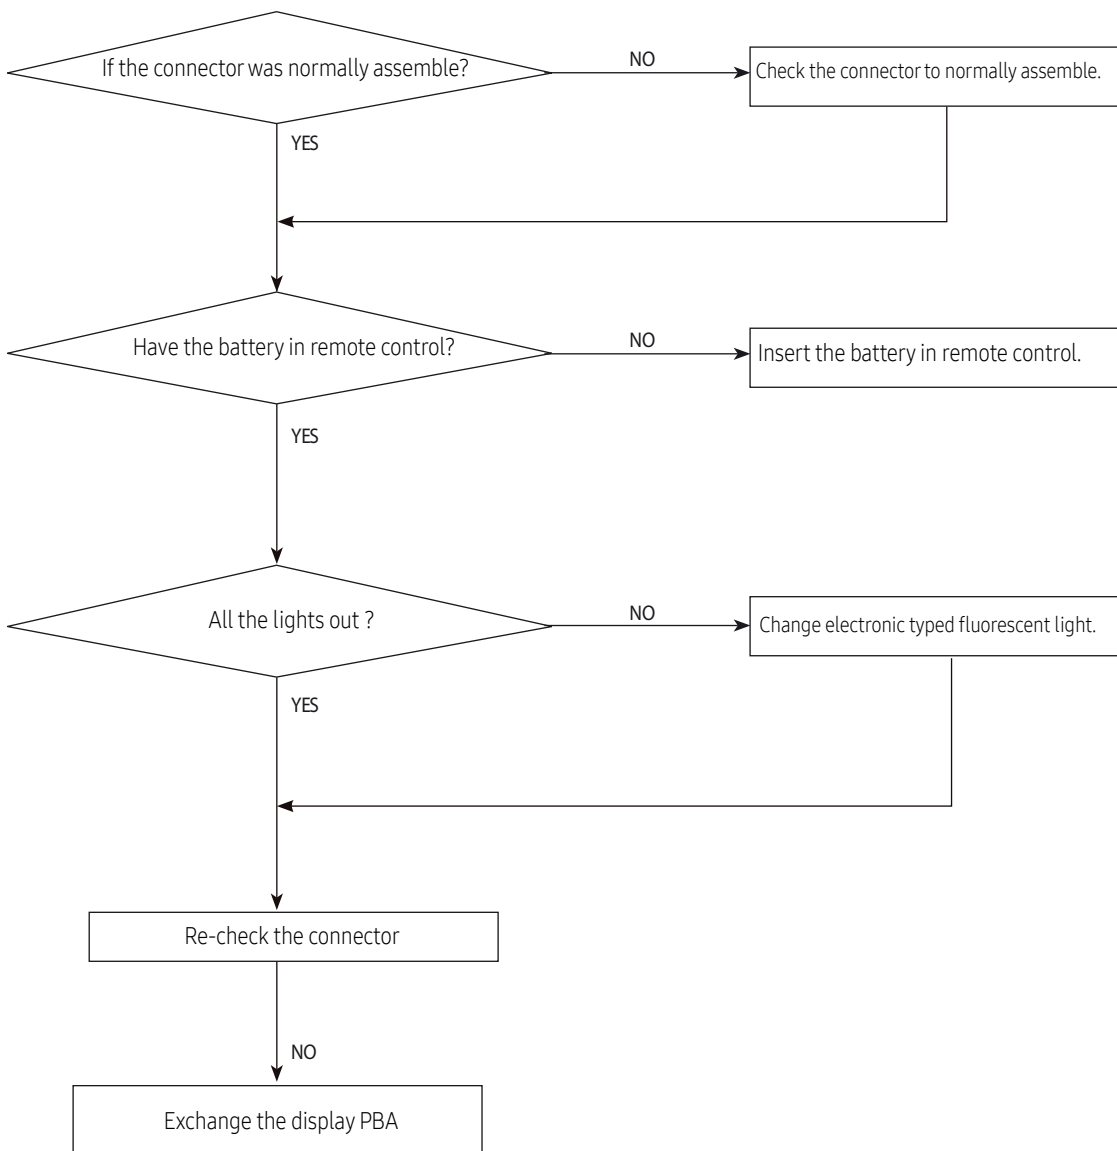 If the connector was normally assemble?
NO
Check the connector to normally assemble.
YES
Have the battery in remote control?
NO
Insert the battery in remote control.
YES
All the lights out ?
NO
Change electronic typed fluorescent light.
YES
Re-check the connector
NO
Exchange the display PBA